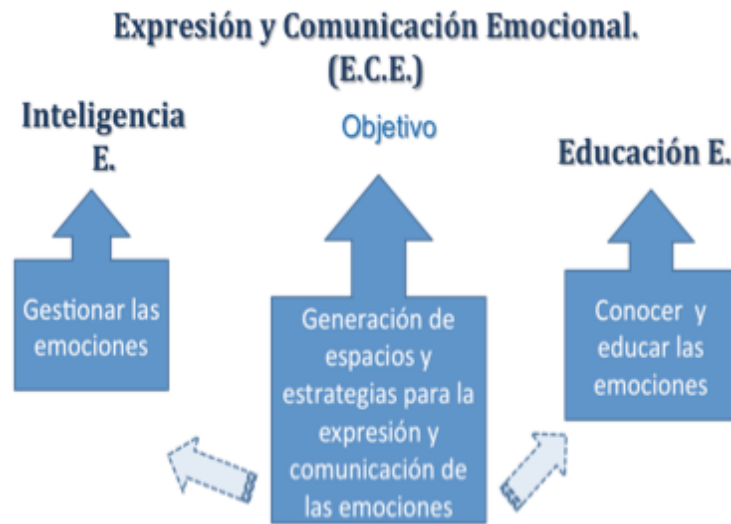 Expresión y Comunicación Emocional.
(E.C.E.)
Inteligencia
E.
Objetivo
Educación E.
Gestionar las
emociones
Generación de
espacios y
estrategias para la
expresión y
comunicación de
las emociones
Conocer y
educar las
emociones